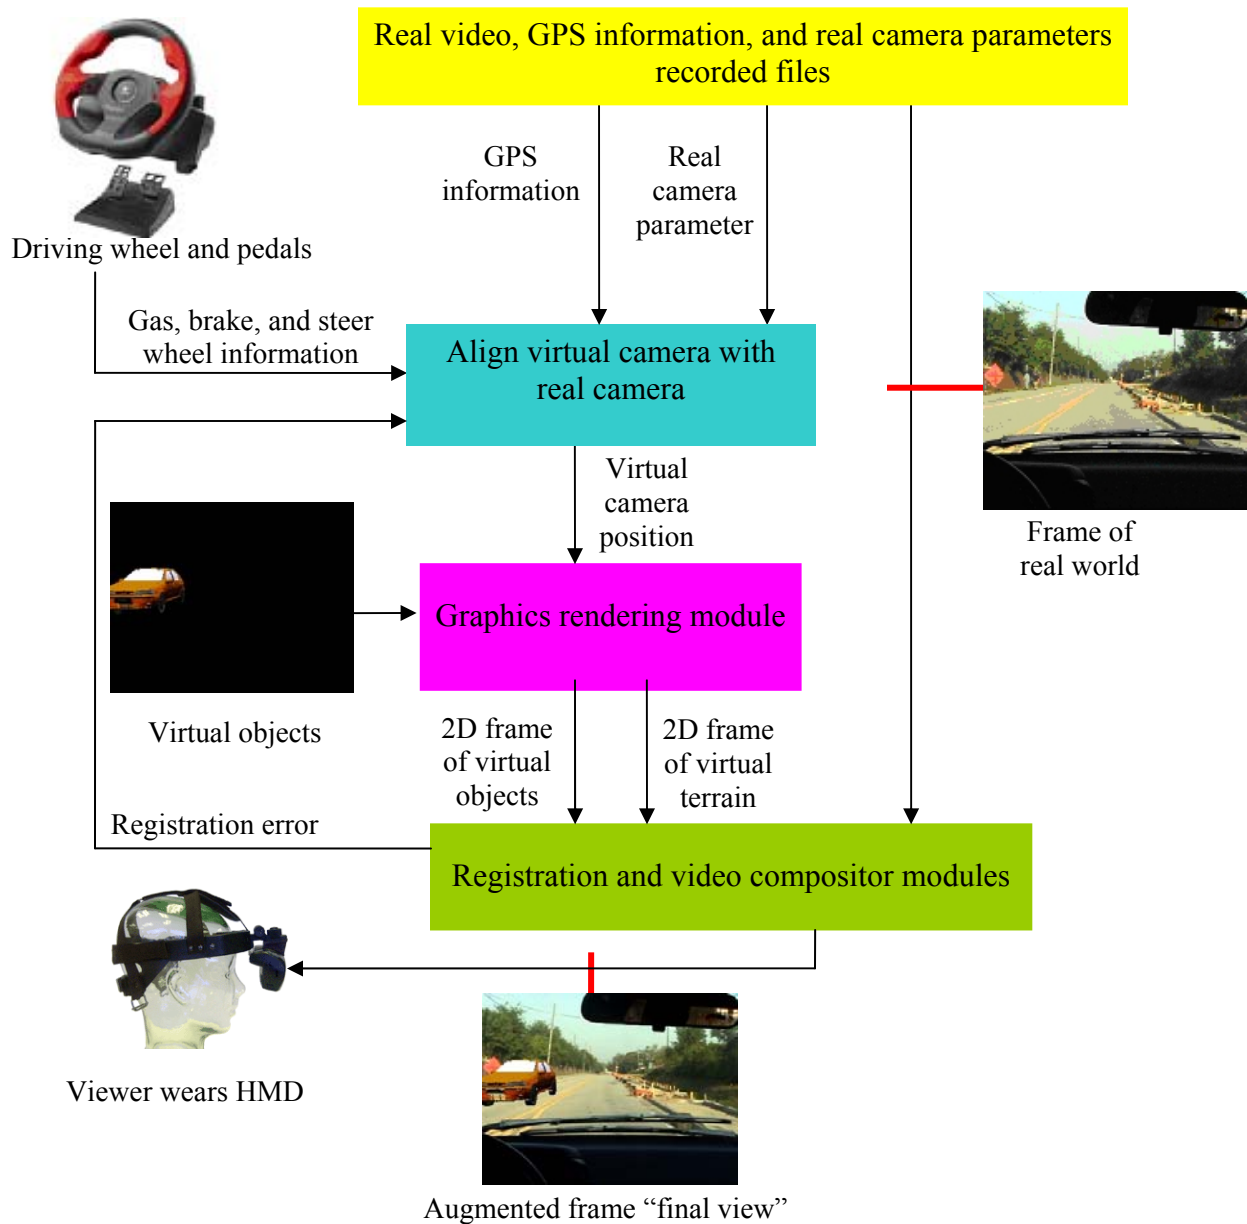 Real video, GPS information, and real camera parameters
recorded files
GPS
information
Real
camera
parameter
Driving wheel and pedals
Gas, brake, and steer
wheel information
Align virtual camera with
real camera
Frame of
real world
Virtual
camera
position
Graphics rendering module
Virtual objects
2D frame
of virtual
objects
2D frame
of virtual
terrain
Registration error
Registration and video compositor modules
Viewer wears HMD
Augmented frame “final view”